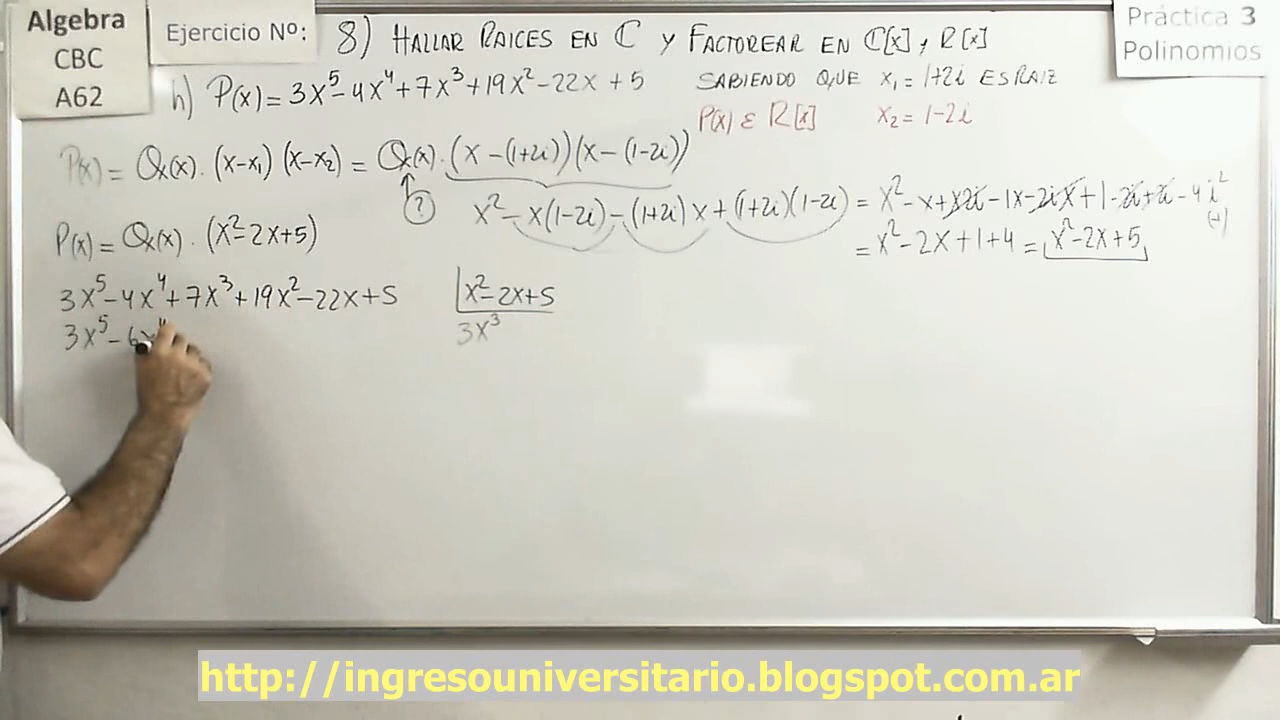 Algebra
CBC
A62
Ejercicio Nº:
8) HALLAR RAICES EN ℂ Y FACTOREAR EN ℂ[x] y R[x]
Práctica 3
Polinomios
h) P(x) = 3x⁵ - 4x⁴ + 7x³ + 19x² - 22x + 5 SABIENDO QUE x₁ = 1+2i ES RAIZ
P(x) ε R[x] x₂ = 1-2i
P(x) = Q(x) . (x-x₁) (x-x₂) = Q(x) . (x - (1+2i)) (x - (1-2i))
?
x² - x(1-2i) - (1+2i) x + (1+2i)(1-2i) = x² - x + x2i - 1x - 2ix + 1 - 2i + 2i - 4i²
(-1)
P(x) = Q(x) . (x² - 2x + 5)
= x² - 2x + 1 + 4 = x² - 2x + 5
3x⁵ - 4x⁴ + 7x³ + 19x² - 22x + 5 x² - 2x + 5
3x⁵ - 6x⁴ 3x³
http://ingresouniversitario.blogspot.com.ar